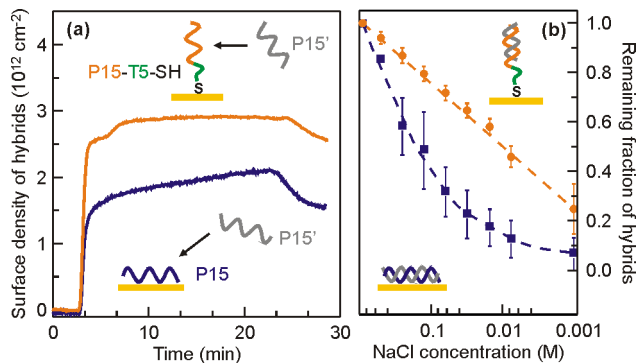 (a)
Surface density of hybrids (10¹² cm⁻²)
4
3
2
1
0
0
10
20
30
Time (min)
P15-T5-SH
P15'
S
P15'
P15
(b)
S
1.0
0.8
0.6
0.4
0.2
0.0
Remaining fraction of hybrids
0.1
0.01
0.001
NaCl concentration (M)